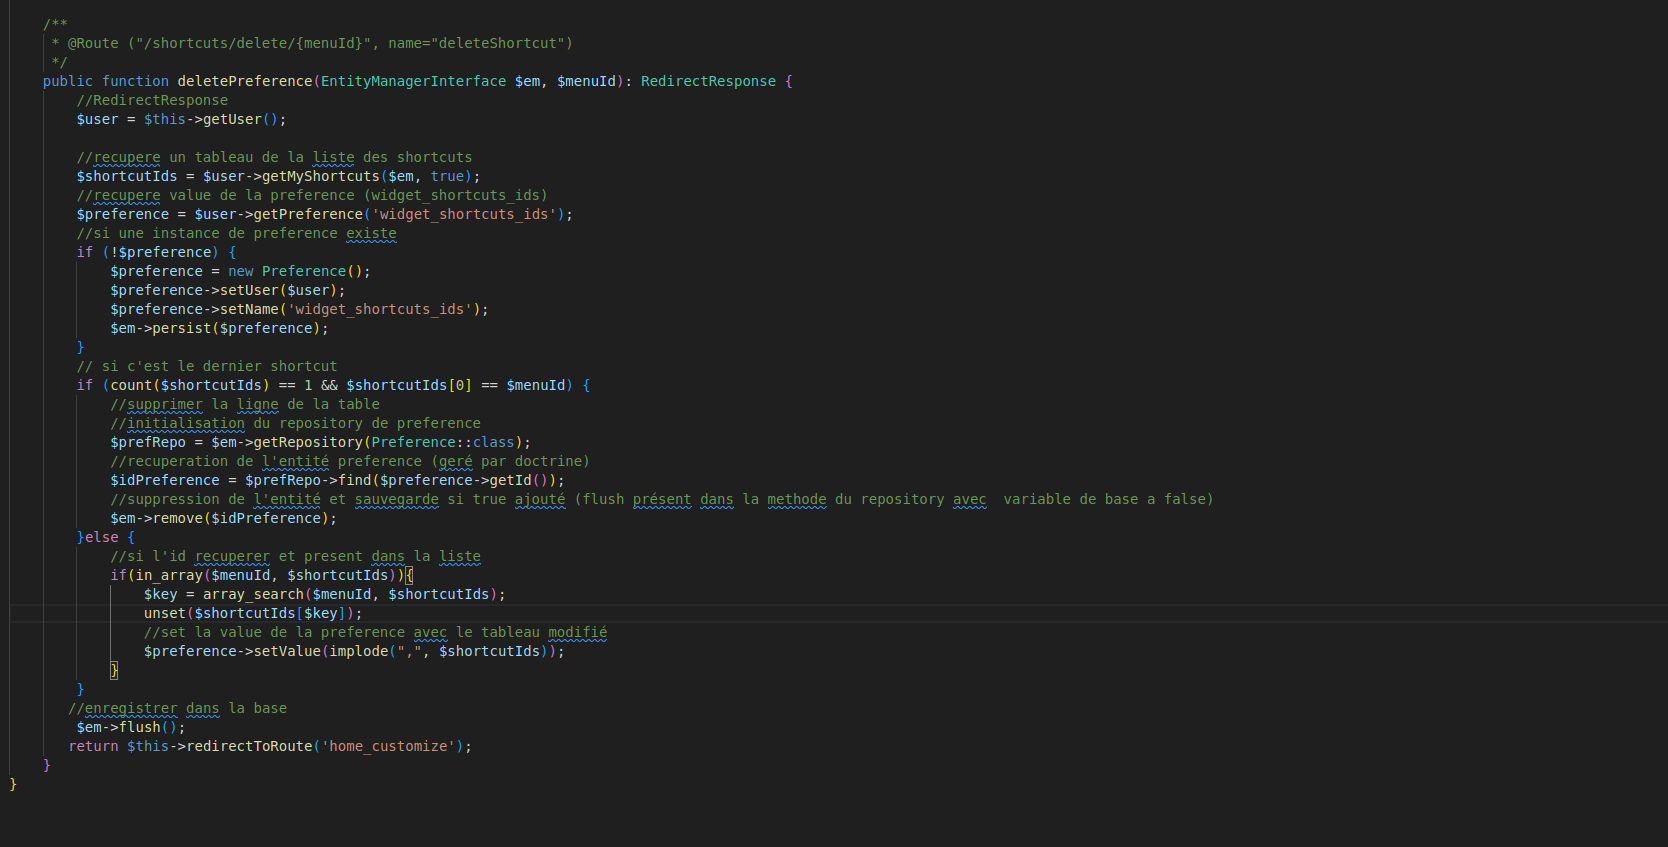 /**
 * @Route ("/shortcuts/delete/{menuId}", name="deleteShortcut")
 */
public function deletePreference(EntityManagerInterface $em, $menuId): RedirectResponse {
    //RedirectResponse
    $user = $this->getUser();

    //recupere un tableau de la liste des shortcuts
    $shortcutIds = $user->getMyShortcuts($em, true);
    //recupere value de la preference (widget_shortcuts_ids)
    $preference = $user->getPreference('widget_shortcuts_ids');
    //si une instance de preference existe
    if (!$preference) {
        $preference = new Preference();
        $preference->setUser($user);
        $preference->setName('widget_shortcuts_ids');
        $em->persist($preference);
    }
    // si c'est le dernier shortcut
    if (count($shortcutIds) == 1 && $shortcutIds[0] == $menuId) {
        //supprimer la ligne de la table
        //initialisation du repository de preference
        $prefRepo = $em->getRepository(Preference::class);
        //recuperation de l'entité preference (geré par doctrine)
        $idPreference = $prefRepo->find($preference->getId());
        //suppression de l'entité et sauvegarde si true ajouté (flush présent dans la methode du repository avec  variable de base a false)
        $em->remove($idPreference);
    }else {
        //si l'id recuperer et present dans la liste
        if(in_array($menuId, $shortcutIds)){
            $key = array_search($menuId, $shortcutIds);
            unset($shortcutIds[$key]);
            //set la value de la preference avec le tableau modifié
            $preference->setValue(implode(",", $shortcutIds));
        }
    }
   //enregistrer dans la base
    $em->flush();
   return $this->redirectToRoute('home_customize');
}
}